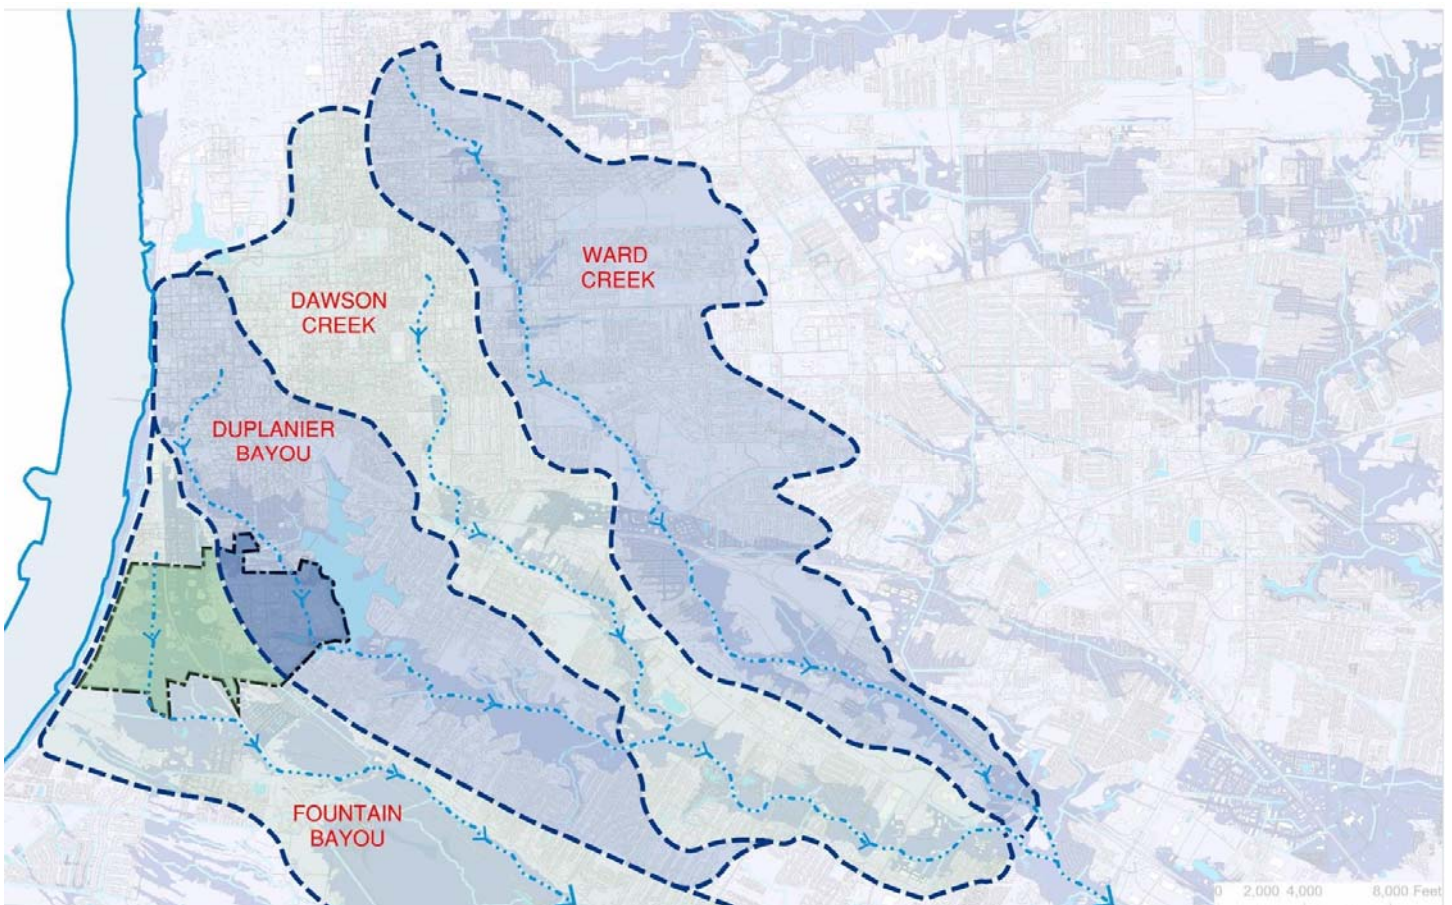 WARD
CREEK
DAWSON
CREEK
DUPLANIER
BAYOU
FOUNTAIN
BAYOU
0 2,000 4,000 8,000 Feet